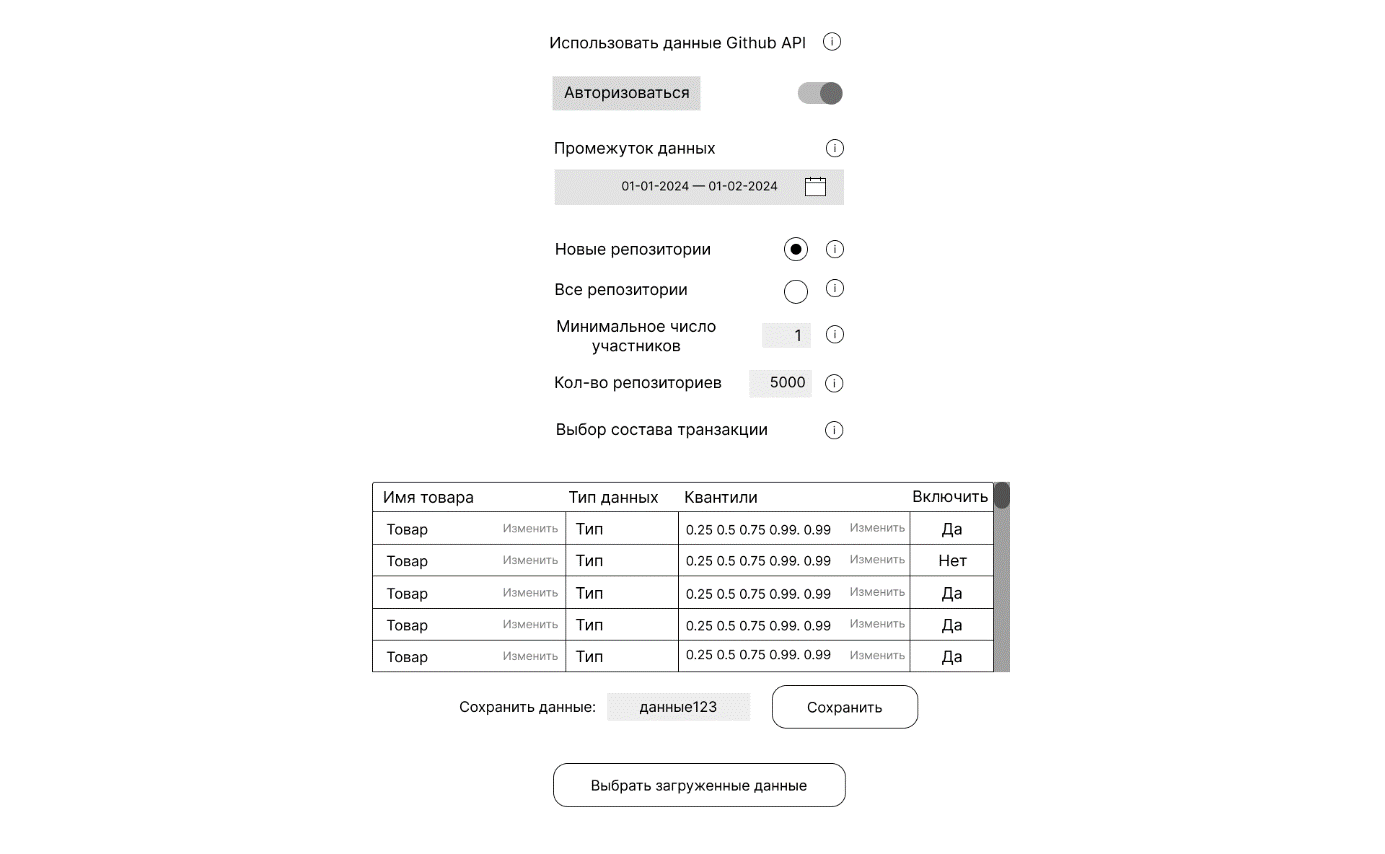 Использовать данные Github API
Авторизоваться
Промежуток данных
01-01-2024 — 01-02-2024
Новые репозитории
Все репозитории
Минимальное число
участников
1
Кол-во репозиториев 5000
Выбор состава транзакции
Имя товара Тип данных Квантили Включить
Товар Изменить Тип 0.25 0.5 0.75 0.99. 0.99 Изменить Да
Товар Изменить Тип 0.25 0.5 0.75 0.99. 0.99 Изменить Нет
Товар Изменить Тип 0.25 0.5 0.75 0.99. 0.99 Изменить Да
Товар Изменить Тип 0.25 0.5 0.75 0.99. 0.99 Изменить Да
Товар Изменить Тип 0.25 0.5 0.75 0.99. 0.99 Изменить Да
Сохранить данные: данные123 Сохранить
Выбрать загруженные данные